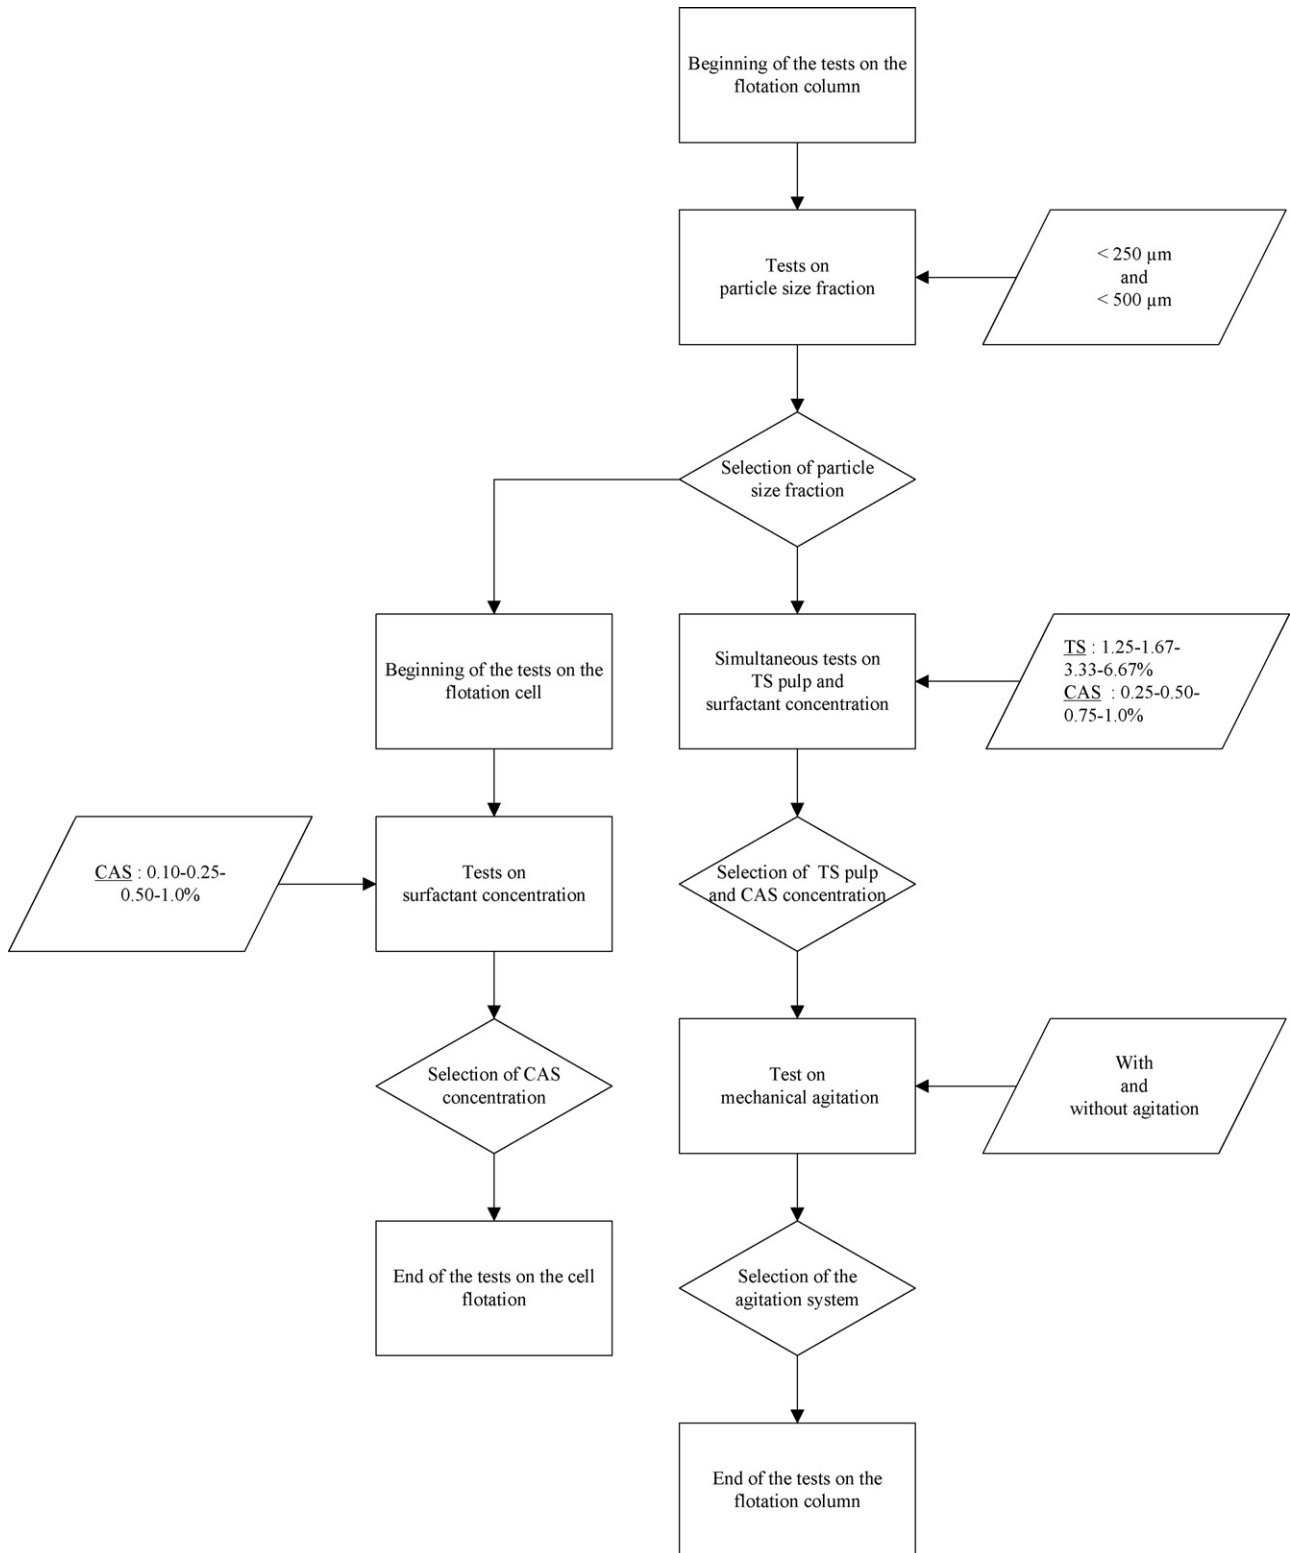 Beginning of the tests on the
flotation column
Tests on
particle size fraction
< 250 µm
and
< 500 µm
Selection of particle
size fraction
Beginning of the tests on the
flotation cell
Simultaneous tests on
TS pulp and
surfactant concentration
TS : 1.25-1.67-
3.33-6.67%
CAS : 0.25-0.50-
0.75-1.0%
CAS : 0.10-0.25-
0.50-1.0%
Tests on
surfactant concentration
Selection of TS pulp
and CAS concentration
Selection of CAS
concentration
Test on
mechanical agitation
With
and
without agitation
End of the tests on the cell
flotation
Selection of the
agitation system
End of the tests on the
flotation column